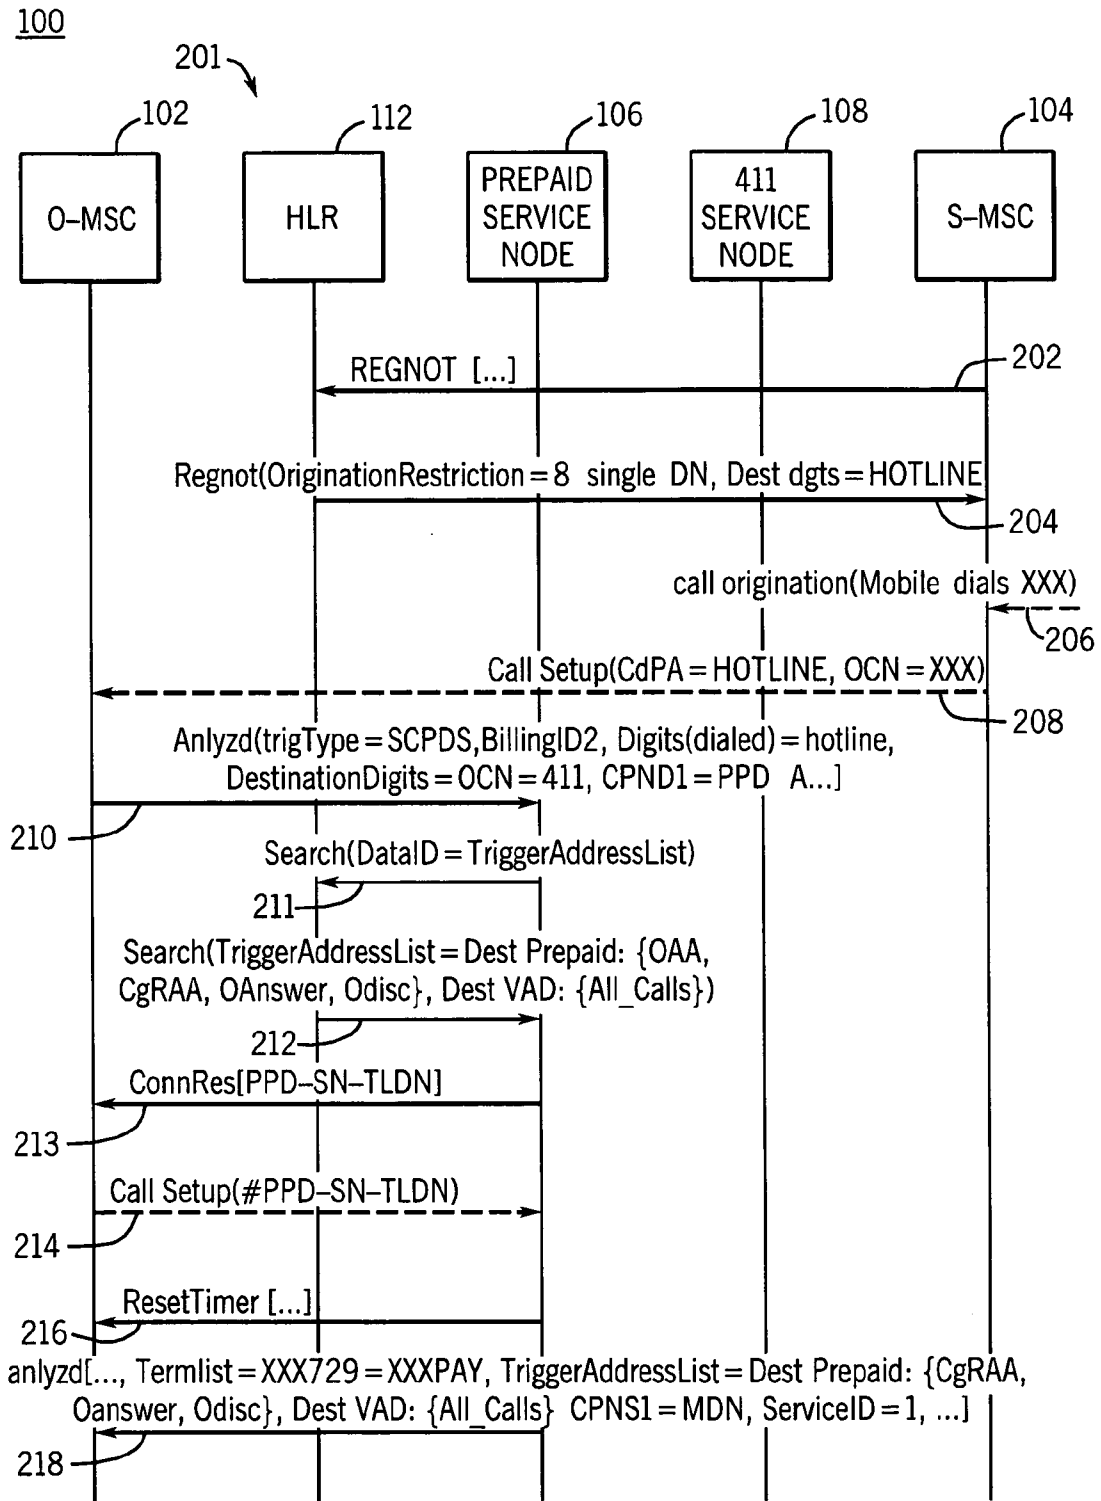 100
201
102
112
106
108
104
O-MSC
HLR
PREPAID
SERVICE
NODE
411
SERVICE
NODE
S-MSC
REGNOT [...]
202
Regnot(OriginationRestriction=8 single DN, Dest dgts=HOTLINE
204
call origination(Mobile dials XXX)
206
Call Setup(CdPA=HOTLINE, OCN=XXX)
208
Anlyzd(trigType=SCPDS,BillingID2, Digits(dialed)=hotline,
DestinationDigits=OCN=411, CPND1=PPD A...]
210
Search(DataID=TriggerAddressList)
211
Search(TriggerAddressList=Dest Prepaid: {OAA,
CgRAA, OAnswer, Odisc}, Dest VAD: {All_Calls})
212
ConnRes[PPD-SN-TLDN]
213
Call Setup(#PPD-SN-TLDN)
214
ResetTimer [...]
216
anlyzd[..., Termlist=XXX729=XXXPAY, TriggerAddressList=Dest Prepaid: {CgRAA,
Oanswer, Odisc}, Dest VAD: {All_Calls} CPNS1=MDN, ServiceID=1, ...]
218